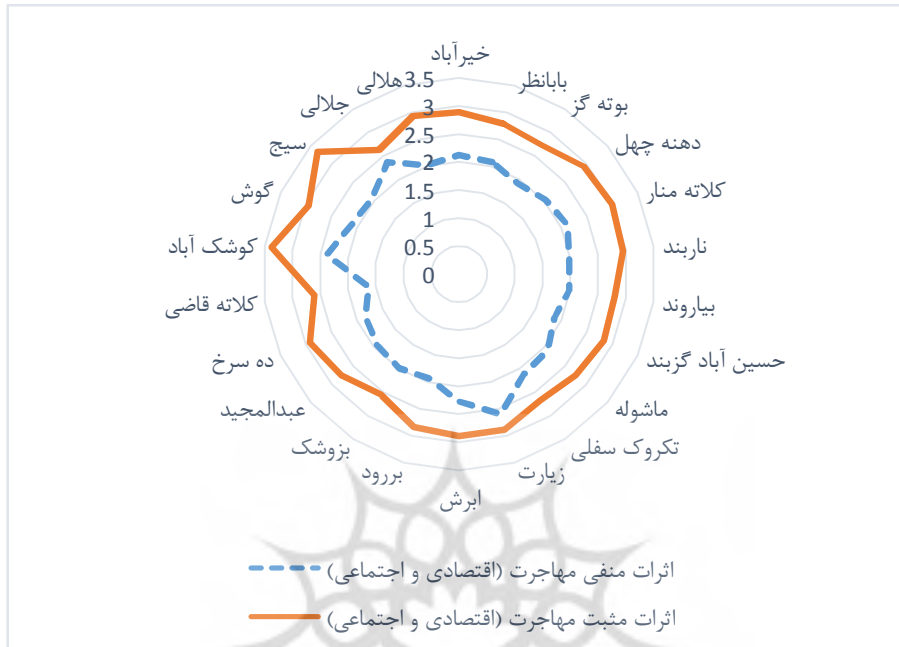 خیرآباد
بابانظر
بوته گز
دهنه چهل
کلاته منار
ناربند
بیاروند
حسین آباد گزبند
ماشوله
تکروک سفلی
زیارت
ابرش
بررود
بزوشک
عبدالمجید
ده سرخ
کلاته قاضی
کوشک آباد
گوش
سیج
جلالی
هلالی
3.5
3
2.5
2
1.5
1
0.5
0
اثرات منفی مهاجرت (اقتصادی و اجتماعی)
اثرات مثبت مهاجرت (اقتصادی و اجتماعی)